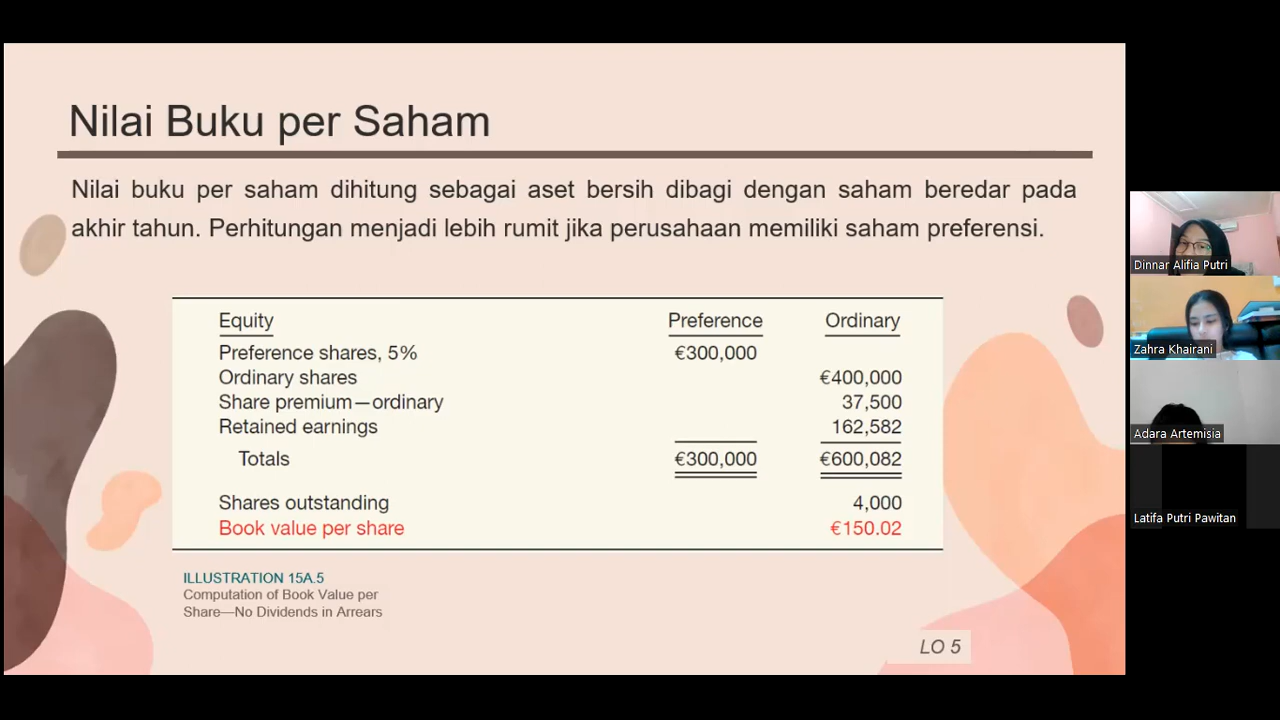 Nilai Buku per Saham
Nilai buku per saham dihitung sebagai aset bersih dibagi dengan saham beredar pada
akhir tahun. Perhitungan menjadi lebih rumit jika perusahaan memiliki saham preferensi.
Equity Preference Ordinary
Preference shares, 5% €300,000
Ordinary shares €400,000
Share premium—ordinary 37,500
Retained earnings 162,582
Totals €300,000 €600,082
Shares outstanding 4,000
Book value per share €150.02
ILLUSTRATION 15A.5
Computation of Book Value per
Share—No Dividends in Arrears
LO 5
Dinnar Alifia Putri
Zahra Khairani
Adara Artemisia
Latifa Putri Pawitan